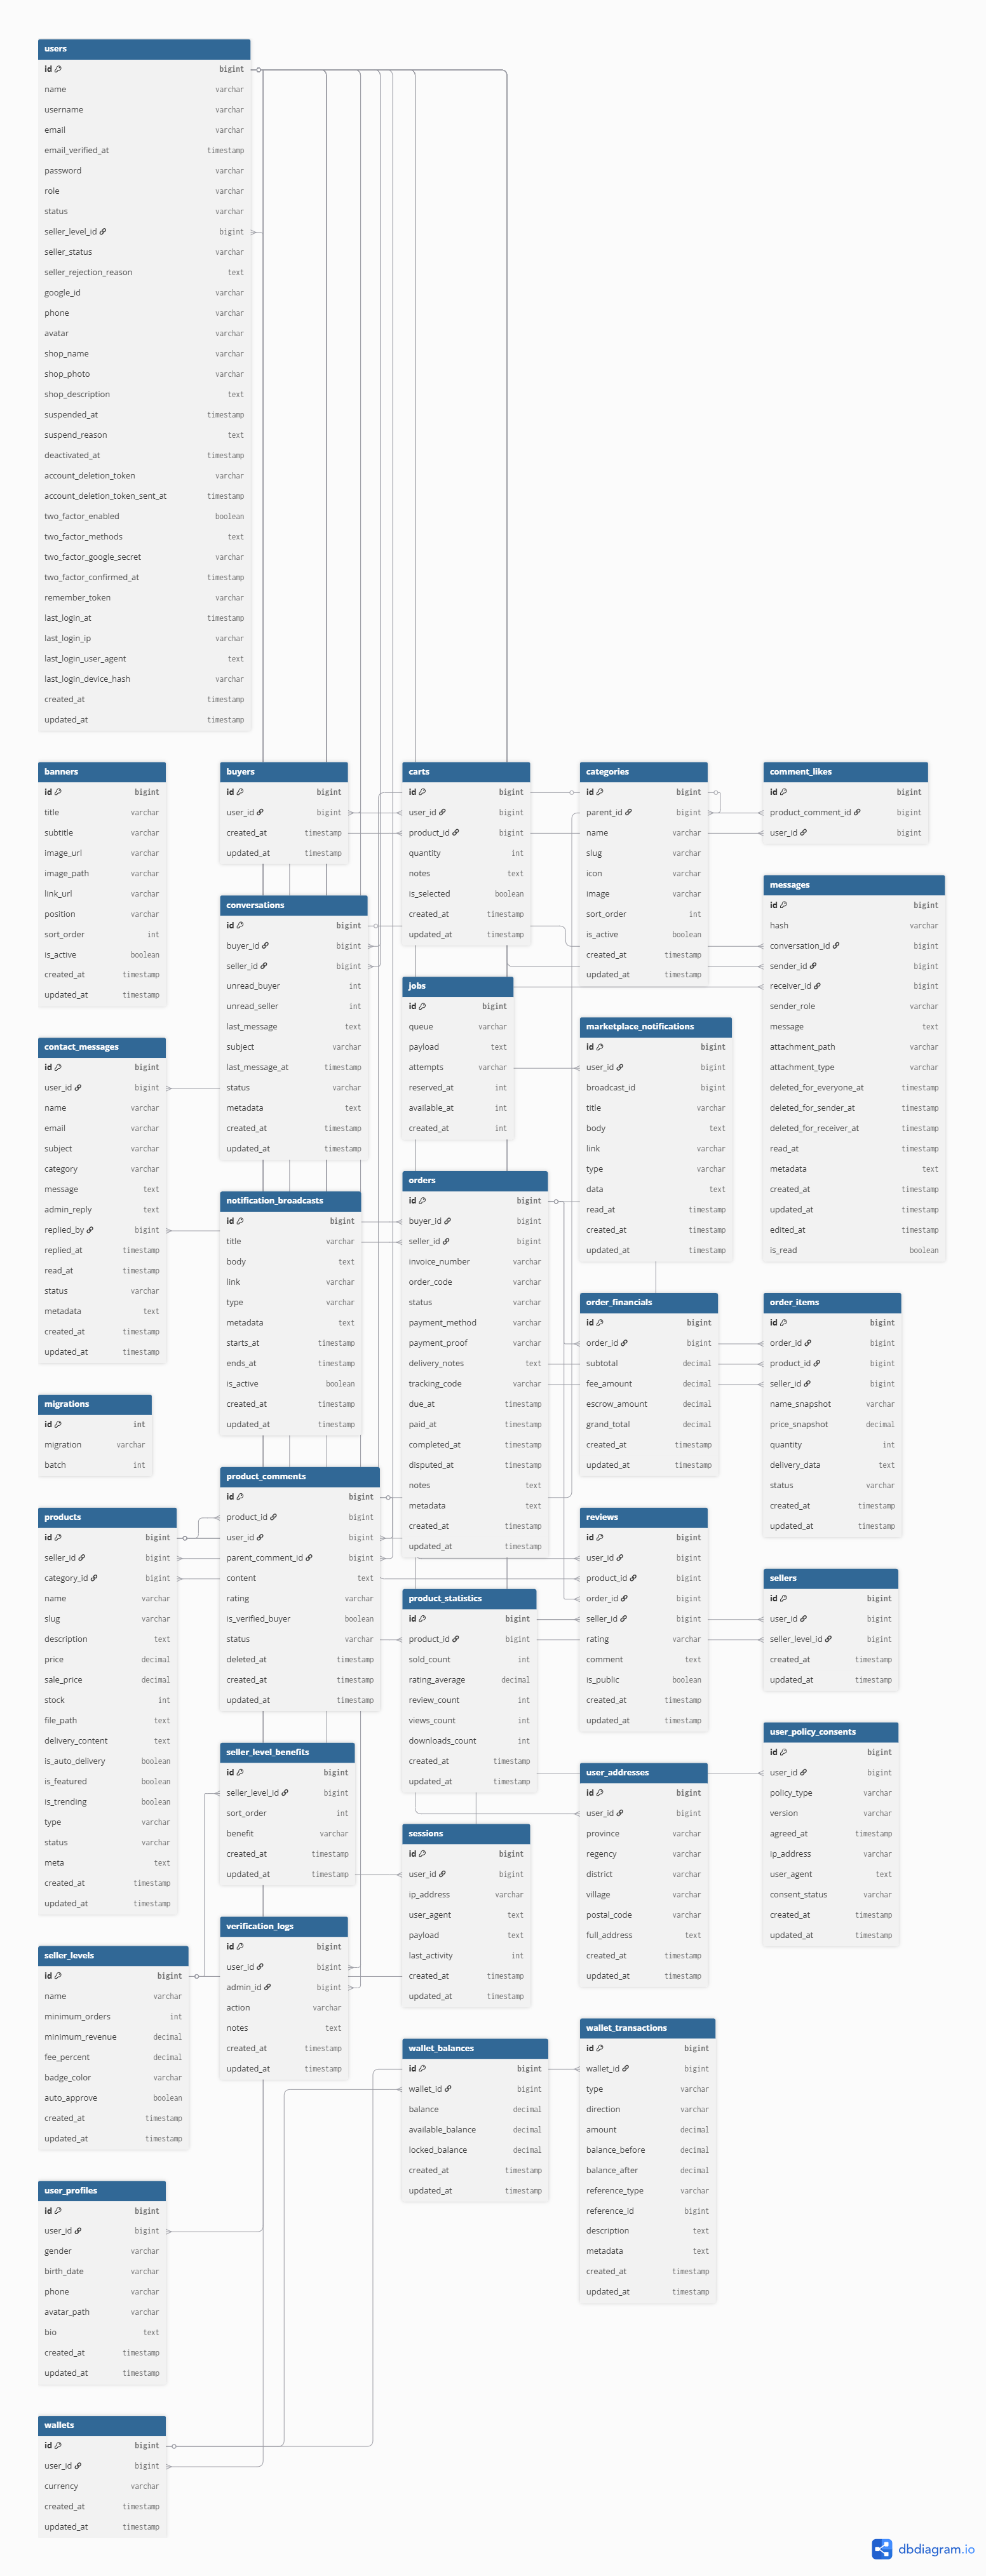 users
id bigint
name varchar
username varchar
email varchar
email_verified_at timestamp
password varchar
role varchar
status varchar
seller_level_id bigint
seller_status varchar
seller_rejection_reason text
google_id varchar
phone varchar
avatar varchar
shop_name varchar
shop_photo varchar
shop_description text
suspended_at timestamp
suspend_reason text
deactivated_at timestamp
account_deletion_token varchar
account_deletion_token_sent_at timestamp
two_factor_enabled boolean
two_factor_methods text
two_factor_google_secret varchar
two_factor_confirmed_at timestamp
remember_token varchar
last_login_at timestamp
last_login_ip varchar
last_login_user_agent text
last_login_device_hash varchar
created_at timestamp
updated_at timestamp
banners
id bigint
title varchar
subtitle varchar
image_url varchar
image_path varchar
link_url varchar
position varchar
sort_order int
is_active boolean
created_at timestamp
updated_at timestamp
contact_messages
id bigint
user_id bigint
name varchar
email varchar
subject varchar
category varchar
message text
admin_reply text
replied_by bigint
replied_at timestamp
read_at timestamp
status varchar
metadata text
created_at timestamp
updated_at timestamp
migrations
id int
migration varchar
batch int
products
id bigint
seller_id bigint
category_id bigint
name varchar
slug varchar
description text
price decimal
sale_price decimal
stock int
file_path text
delivery_content text
is_auto_delivery boolean
is_featured boolean
is_trending boolean
type varchar
status varchar
meta text
created_at timestamp
updated_at timestamp
seller_levels
id bigint
name varchar
minimum_orders int
minimum_revenue decimal
fee_percent decimal
badge_color varchar
auto_approve boolean
created_at timestamp
updated_at timestamp
user_profiles
id bigint
user_id bigint
gender varchar
birth_date varchar
phone varchar
avatar_path varchar
bio text
created_at timestamp
updated_at timestamp
wallets
id bigint
user_id bigint
currency varchar
created_at timestamp
updated_at timestamp
buyers
id bigint
user_id bigint
created_at timestamp
updated_at timestamp
conversations
id bigint
buyer_id bigint
seller_id bigint
unread_buyer int
unread_seller int
last_message text
subject varchar
last_message_at timestamp
status varchar
metadata text
created_at timestamp
updated_at timestamp
notification_broadcasts
id bigint
title varchar
body text
link varchar
type varchar
metadata text
starts_at timestamp
ends_at timestamp
is_active boolean
created_at timestamp
updated_at timestamp
product_comments
id bigint
product_id bigint
user_id bigint
parent_comment_id bigint
content text
rating varchar
is_verified_buyer boolean
status varchar
deleted_at timestamp
created_at timestamp
updated_at timestamp
seller_level_benefits
id bigint
seller_level_id bigint
sort_order int
benefit varchar
created_at timestamp
updated_at timestamp
verification_logs
id bigint
user_id bigint
admin_id bigint
action varchar
notes text
created_at timestamp
updated_at timestamp
carts
id bigint
user_id bigint
product_id bigint
quantity int
notes text
is_selected boolean
created_at timestamp
updated_at timestamp
jobs
id bigint
queue varchar
payload text
attempts varchar
reserved_at int
available_at int
created_at int
orders
id bigint
buyer_id bigint
seller_id bigint
invoice_number varchar
order_code varchar
status varchar
payment_method varchar
payment_proof varchar
delivery_notes text
tracking_code varchar
due_at timestamp
paid_at timestamp
completed_at timestamp
disputed_at timestamp
notes text
metadata text
created_at timestamp
updated_at timestamp
product_statistics
id bigint
product_id bigint
sold_count int
rating_average decimal
review_count int
views_count int
downloads_count int
created_at timestamp
updated_at timestamp
sessions
id bigint
user_id bigint
ip_address varchar
user_agent text
payload text
last_activity int
created_at timestamp
updated_at timestamp
wallet_balances
id bigint
wallet_id bigint
balance decimal
available_balance decimal
locked_balance decimal
created_at timestamp
updated_at timestamp
categories
id bigint
parent_id bigint
name varchar
slug varchar
icon varchar
image varchar
sort_order int
is_active boolean
created_at timestamp
updated_at timestamp
marketplace_notifications
id bigint
user_id bigint
broadcast_id bigint
title varchar
body text
link varchar
type varchar
data text
read_at timestamp
created_at timestamp
updated_at timestamp
order_financials
id bigint
order_id bigint
subtotal decimal
fee_amount decimal
escrow_amount decimal
grand_total decimal
created_at timestamp
updated_at timestamp
reviews
id bigint
user_id bigint
product_id bigint
order_id bigint
seller_id bigint
rating varchar
comment text
is_public boolean
created_at timestamp
updated_at timestamp
user_addresses
id bigint
user_id bigint
province varchar
regency varchar
district varchar
village varchar
postal_code varchar
full_address text
created_at timestamp
updated_at timestamp
wallet_transactions
id bigint
wallet_id bigint
type varchar
direction varchar
amount decimal
balance_before decimal
balance_after decimal
reference_type varchar
reference_id bigint
description text
metadata text
created_at timestamp
updated_at timestamp
comment_likes
id bigint
product_comment_id bigint
user_id bigint
messages
id bigint
hash varchar
conversation_id bigint
sender_id bigint
receiver_id bigint
sender_role varchar
message text
attachment_path varchar
attachment_type varchar
deleted_for_everyone_at timestamp
deleted_for_sender_at timestamp
deleted_for_receiver_at timestamp
read_at timestamp
metadata text
created_at timestamp
updated_at timestamp
edited_at timestamp
is_read boolean
order_items
id bigint
order_id bigint
product_id bigint
seller_id bigint
name_snapshot varchar
price_snapshot decimal
quantity int
delivery_data text
status varchar
created_at timestamp
updated_at timestamp
sellers
id bigint
user_id bigint
seller_level_id bigint
created_at timestamp
updated_at timestamp
user_policy_consents
id bigint
user_id bigint
policy_type varchar
version varchar
agreed_at timestamp
ip_address varchar
user_agent text
consent_status varchar
created_at timestamp
updated_at timestamp
dbdiagram.io